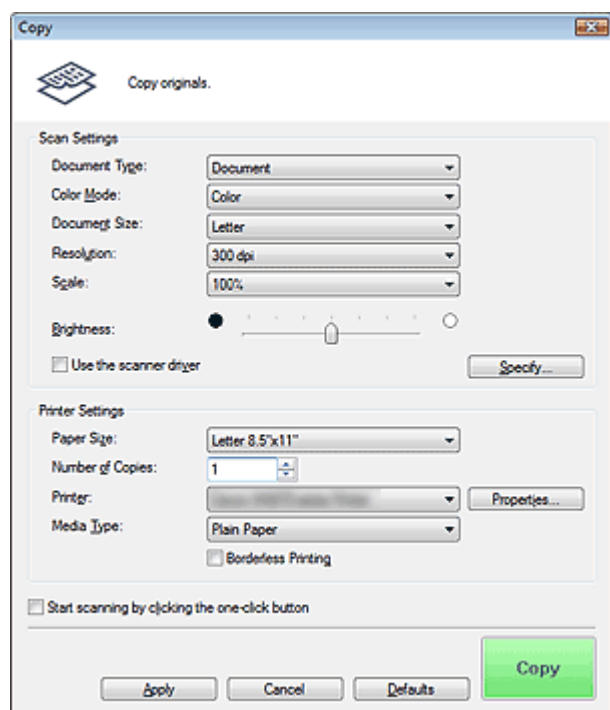 Copy
Copy originals.
Scan Settings
Document Type: Document
Color Mode: Color
Document Size: Letter
Resolution: 300 dpi
Scale: 100%
Brightness:
Use the scanner driver Specify...
Printer Settings
Paper Size: Letter 8.5"x11"
Number of Copies: 1
Printer: Properties...
Media Type: Plain Paper
Borderless Printing
Start scanning by clicking the one-click button
Apply Cancel Defaults Copy